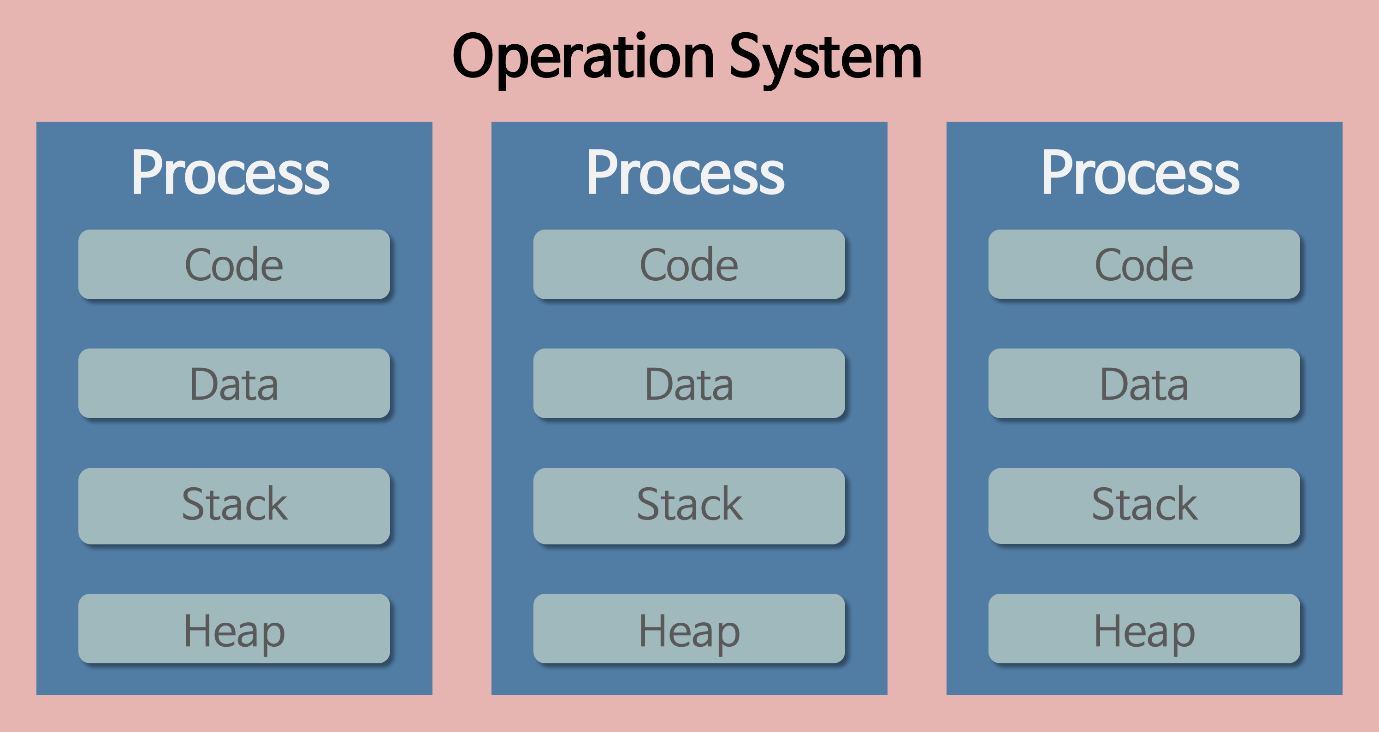 Operation System
Process
Code
Data
Stack
Heap
Process
Code
Data
Stack
Heap
Process
Code
Data
Stack
Heap